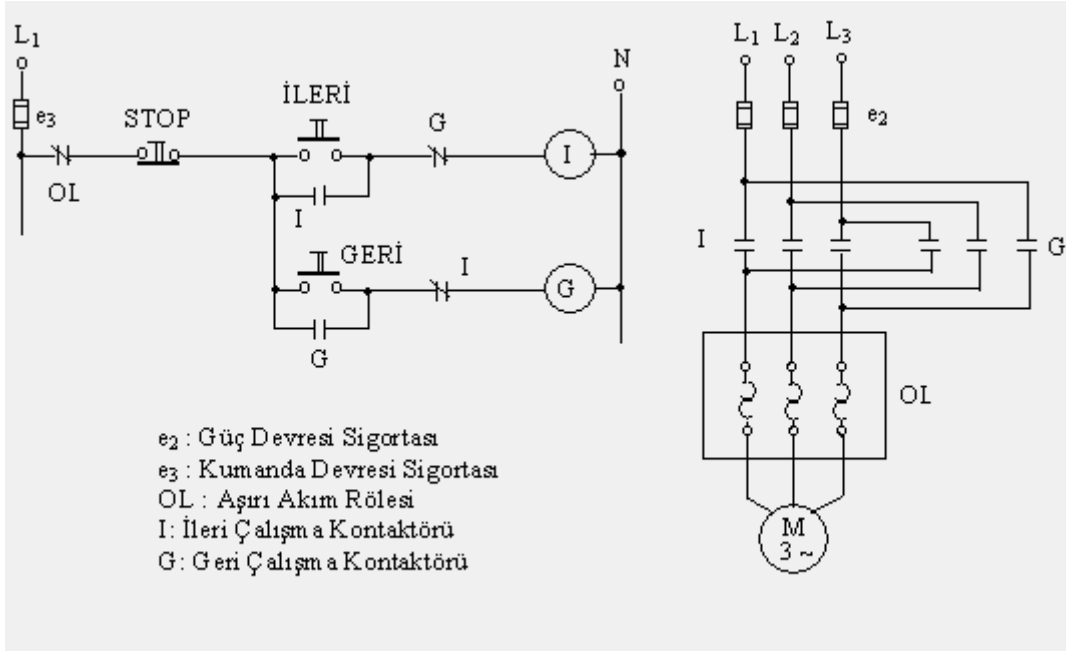 L1
e3
STOP
İLERİ
G
N
I
OL
I
GERİ
I
G
G
L1 L2 L3
e2
I
G
OL
M
3 ~
e2 : Güç Devresi Sigortası
e3 : Kumanda Devresi Sigortası
OL : Aşırı Akım Rölesi
I: İleri Çalışma Kontaktörü
G: Geri Çalışma Kontaktörü